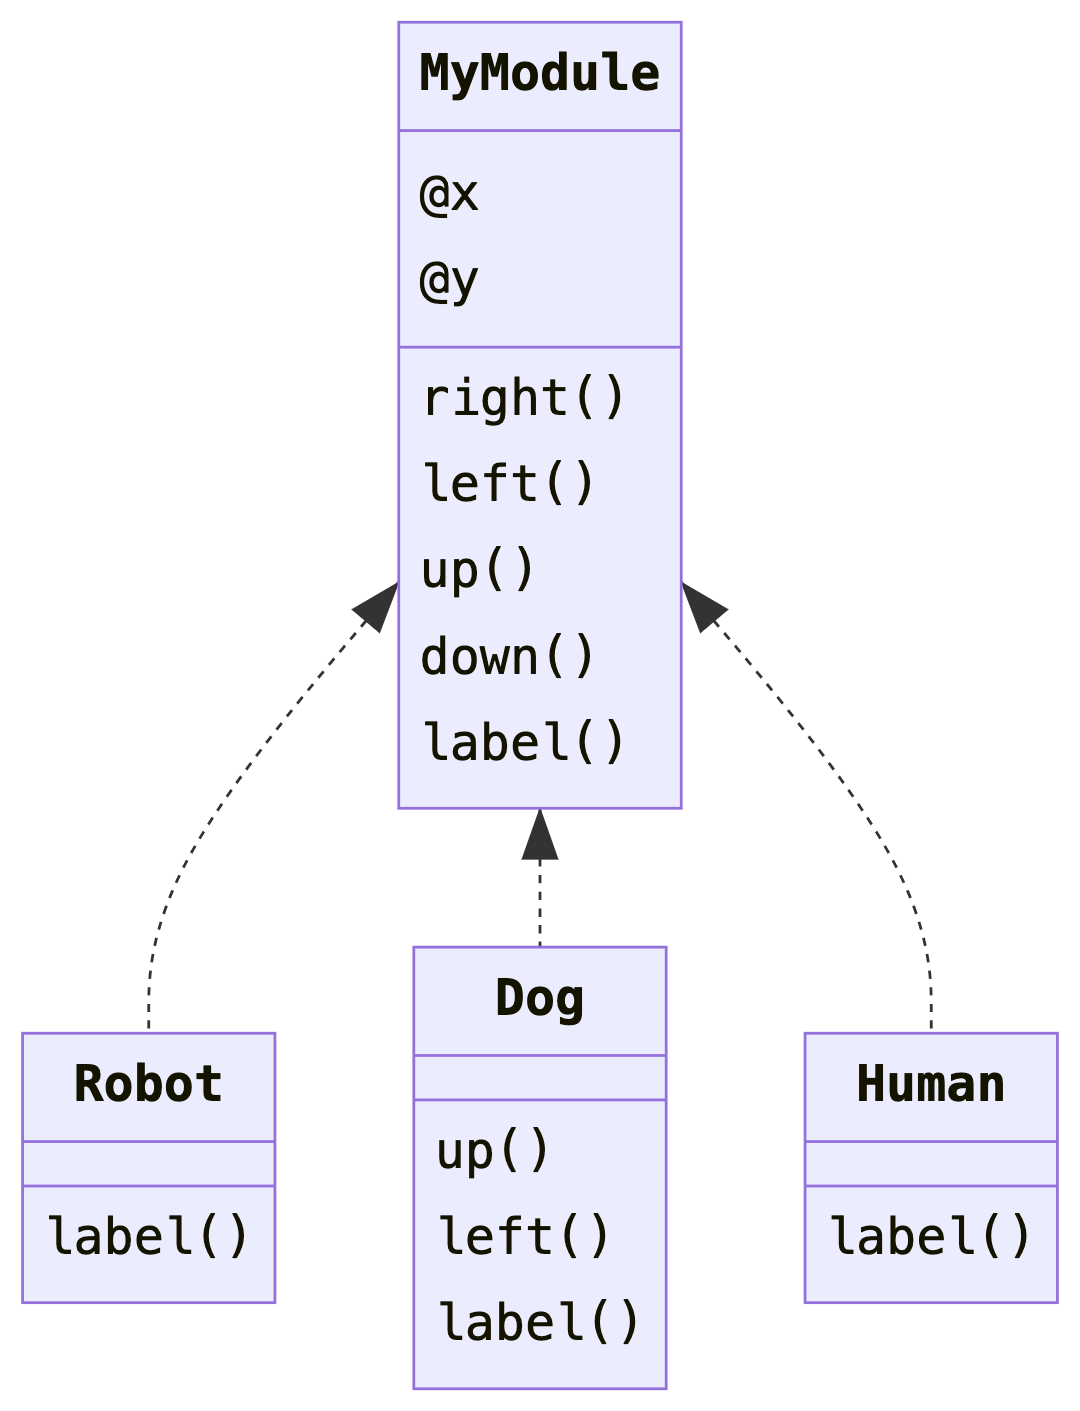 MyModule
@x
@y
right()
left()
up()
down()
label()
Robot
label()
Dog
up()
left()
label()
Human
label()